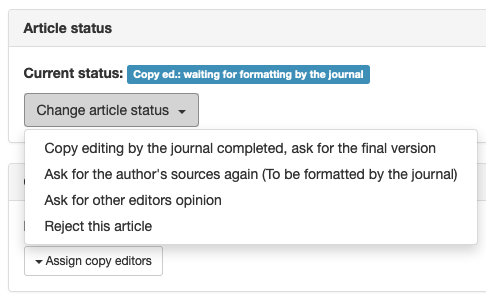 Article status
Current status: Copy ed.: waiting for formatting by the journal
Change article status
Copy editing by the journal completed, ask for the final version
Ask for the author's sources again (To be formatted by the journal)
Ask for other editors opinion
Reject this article
Assign copy editors